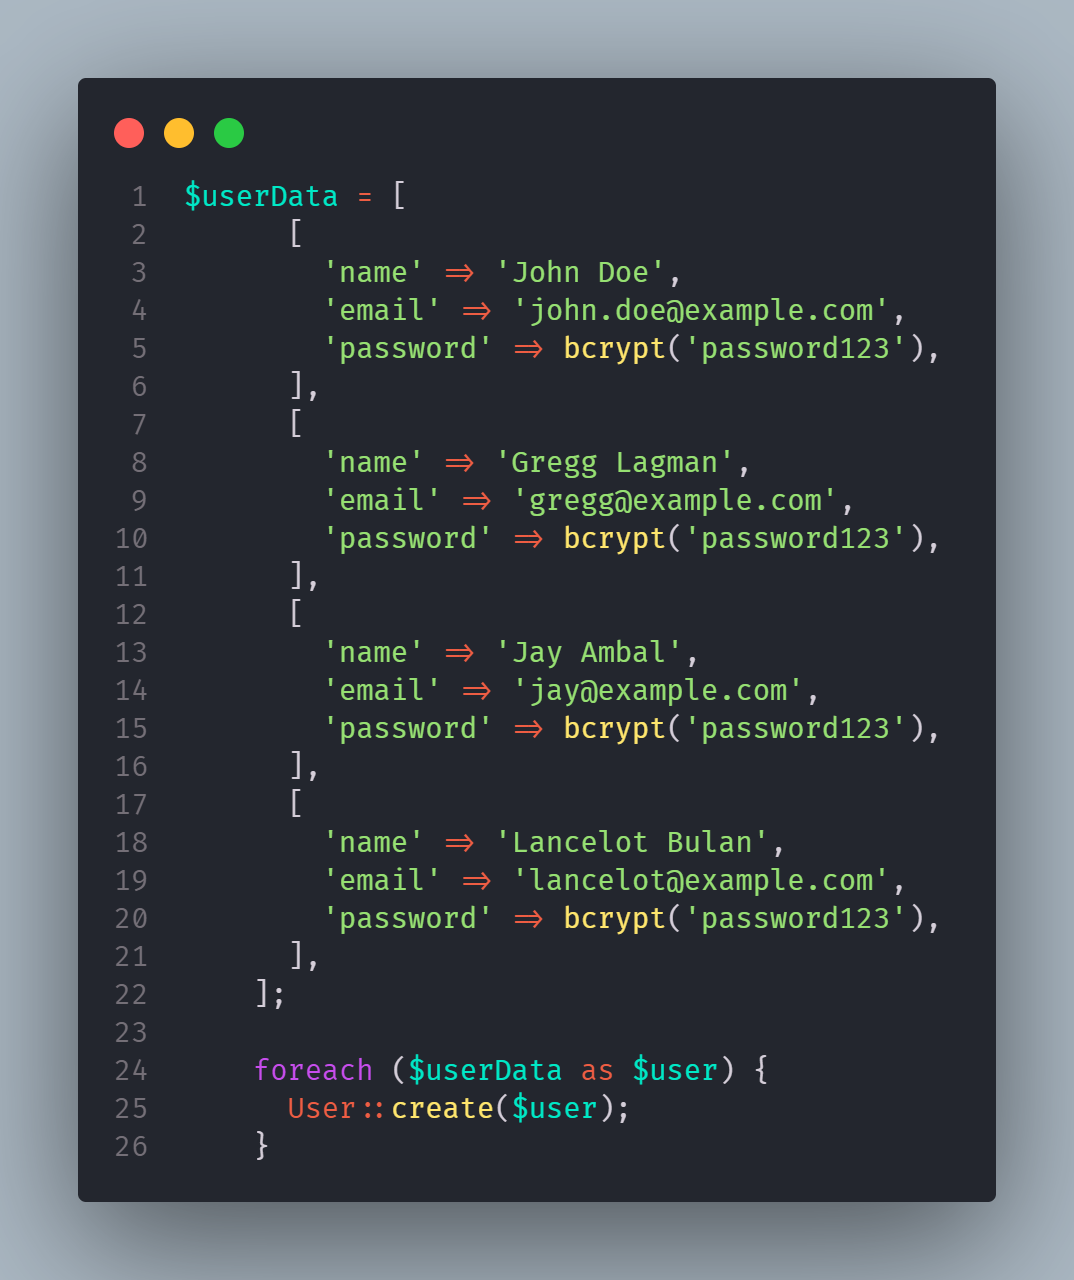 1 $userData = [
2 [
3 'name' => 'John Doe',
4 'email' => 'john.doe@example.com',
5 'password' => bcrypt('password123'),
6 ],
7 [
8 'name' => 'Gregg Lagman',
9 'email' => 'gregg@example.com',
10 'password' => bcrypt('password123'),
11 ],
12 [
13 'name' => 'Jay Ambal',
14 'email' => 'jay@example.com',
15 'password' => bcrypt('password123'),
16 ],
17 [
18 'name' => 'Lancelot Bulan',
19 'email' => 'lancelot@example.com',
20 'password' => bcrypt('password123'),
21 ],
22 ];
23
24 foreach ($userData as $user) {
25 User::create($user);
26 }